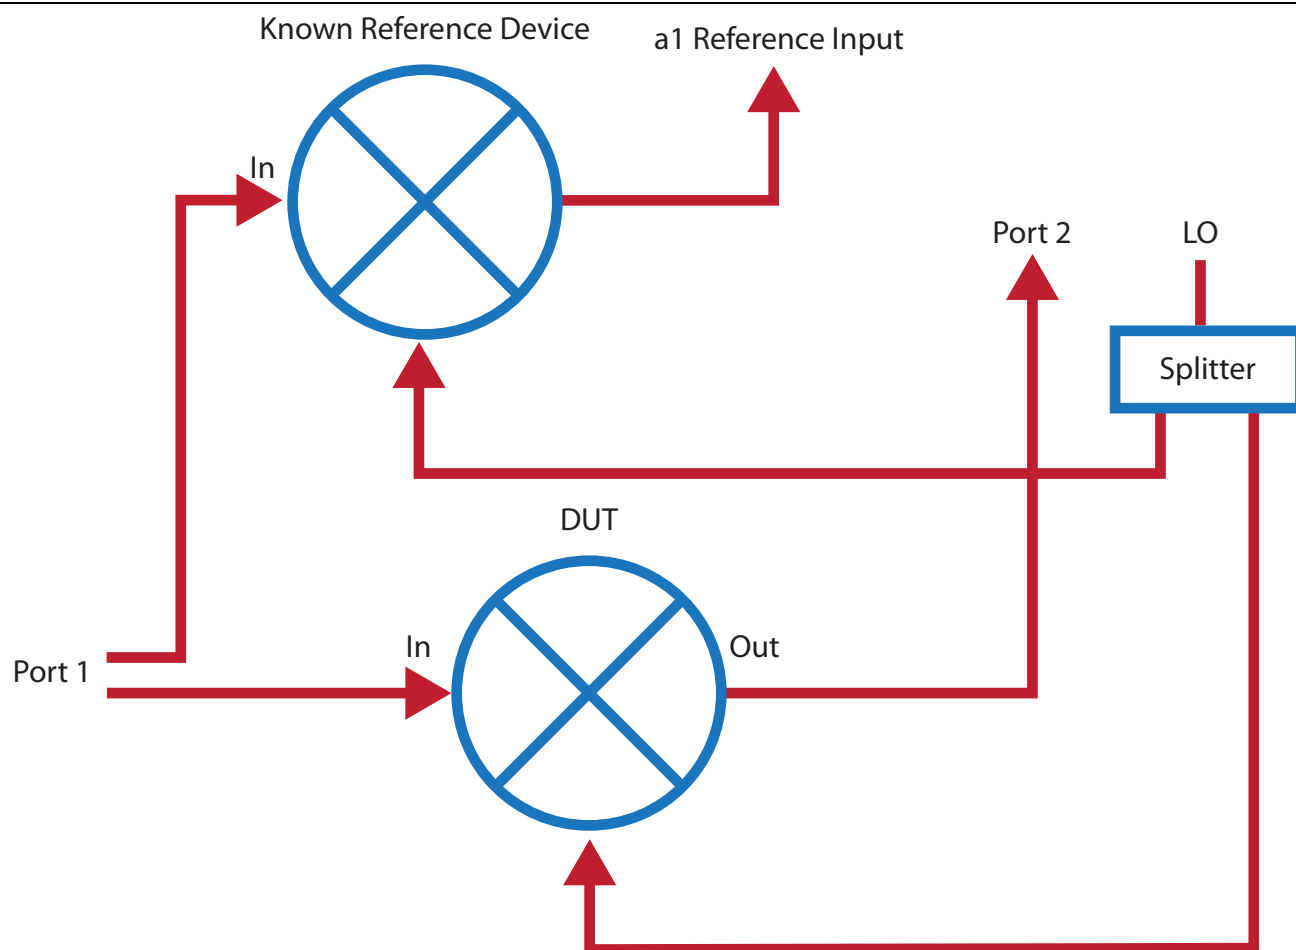 Known Reference Device
a1 Reference Input
In
Port 2
LO
Splitter
DUT
In
Out
Port 1